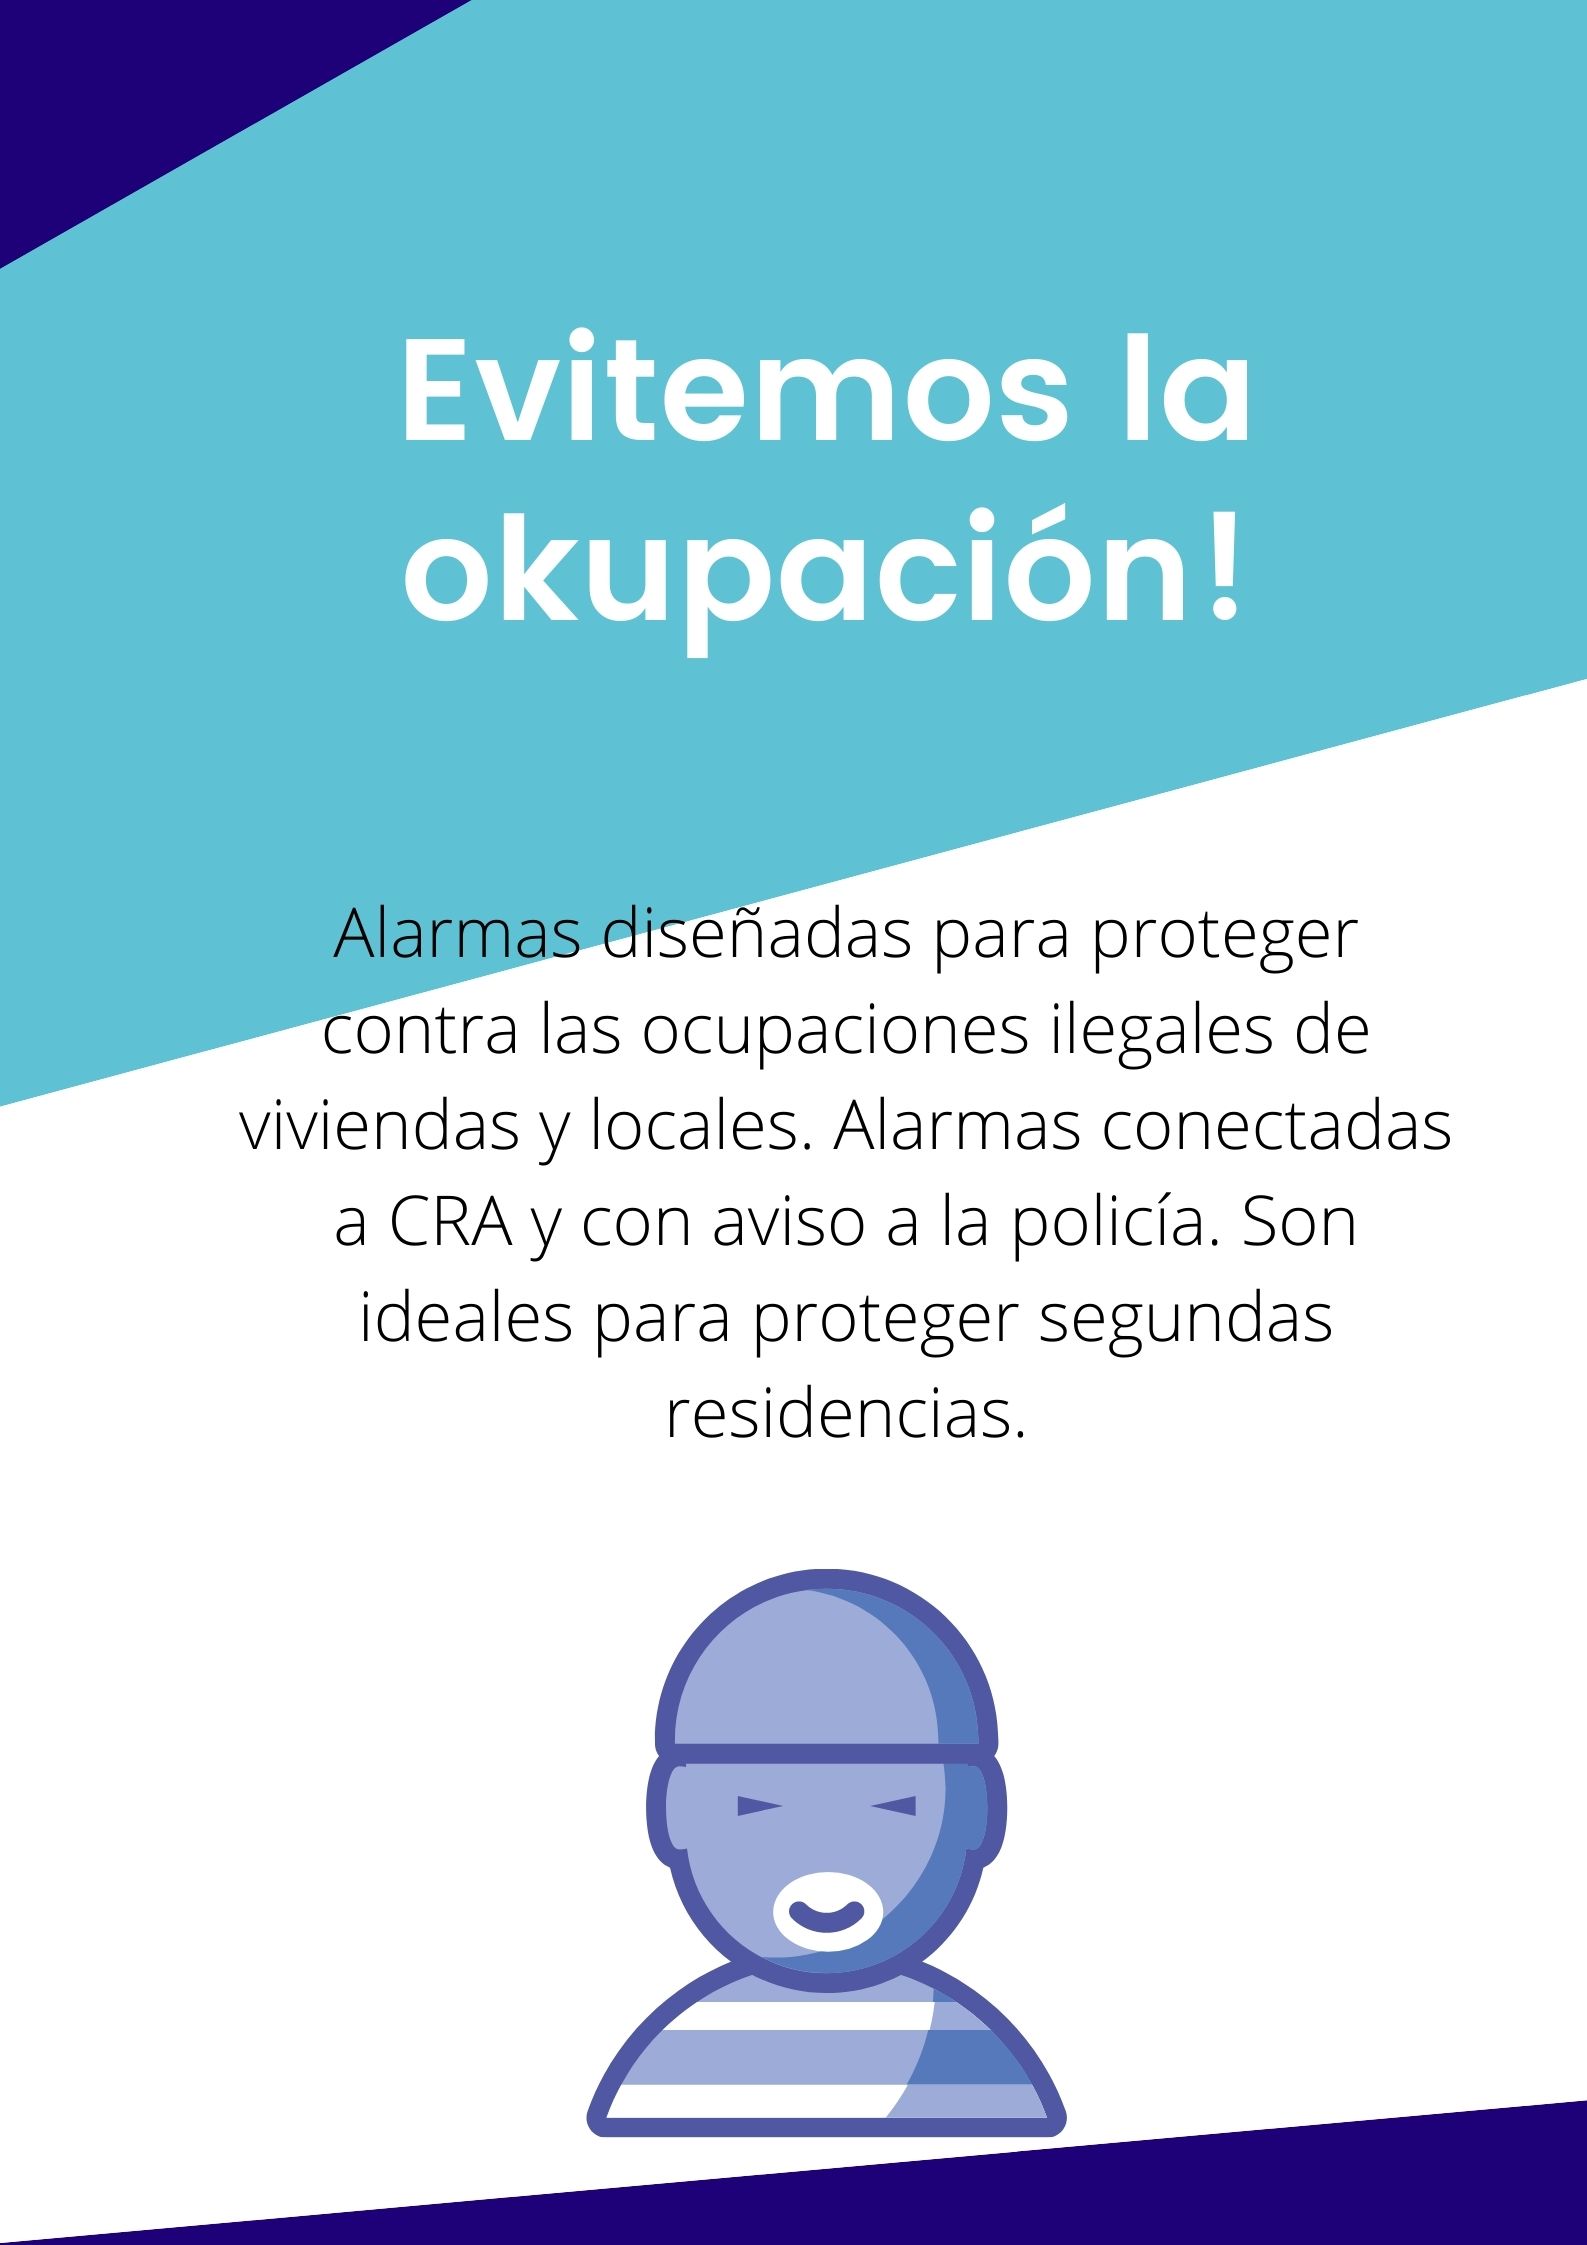 Evitemos la
okupación!
Alarmas diseñadas para proteger
contra las ocupaciones ilegales de
viviendas y locales. Alarmas conectadas
a CRA y con aviso a la policía. Son
ideales para proteger segundas
residencias.